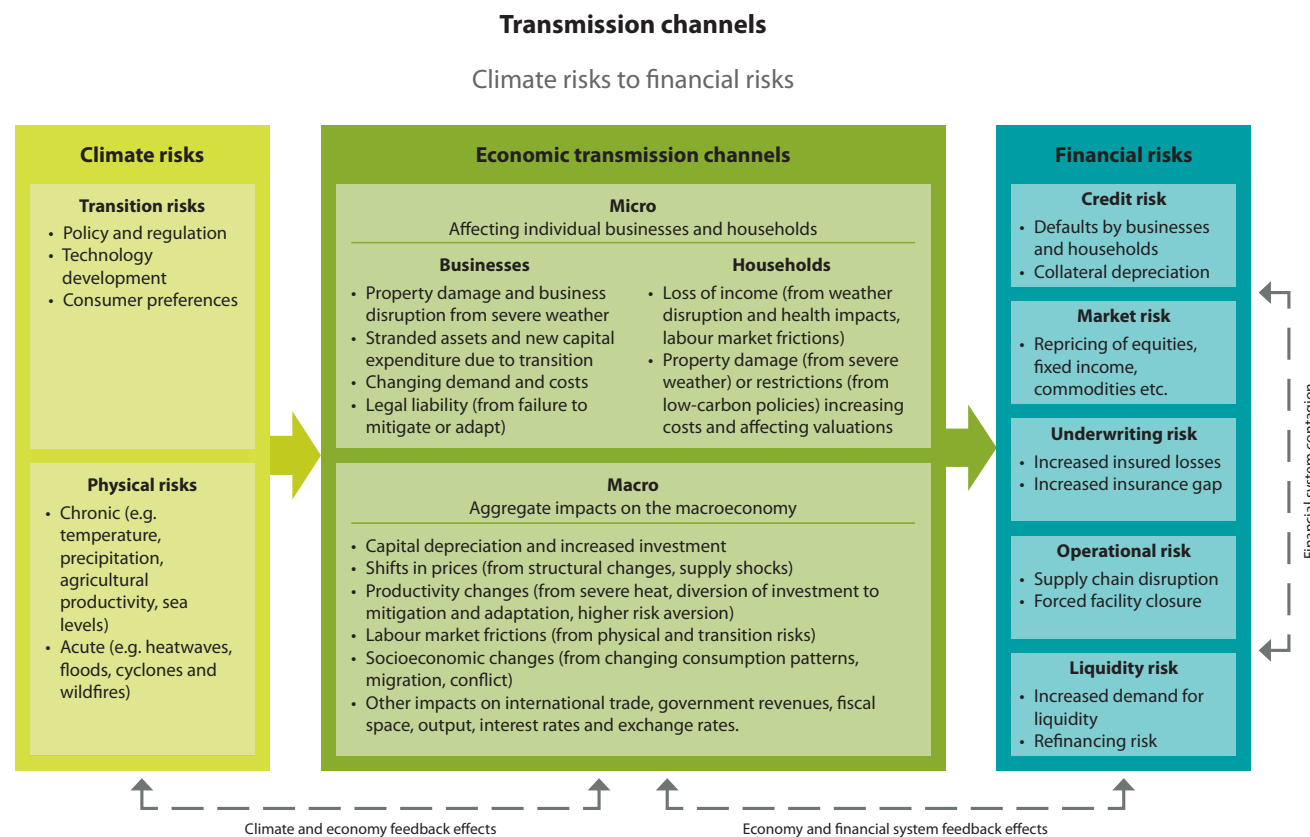 Transmission channels
Climate risks to financial risks
Climate risks
Transition risks
• Policy and regulation
• Technology
development
• Consumer preferences
Physical risks
• Chronic (e.g.
temperature,
precipitation,
agricultural
productivity, sea
levels)
• Acute (e.g. heatwaves,
floods, cyclones and
wildfires)
Economic transmission channels
Micro
Affecting individual businesses and households
Businesses
• Property damage and business
disruption from severe weather
• Stranded assets and new capital
expenditure due to transition
• Changing demand and costs
• Legal liability (from failure to
mitigate or adapt)
Households
• Loss of income (from weather
disruption and health impacts,
labour market frictions)
• Property damage (from severe
weather) or restrictions (from
low-carbon policies) increasing
costs and affecting valuations
Macro
Aggregate impacts on the macroeconomy
• Capital depreciation and increased investment
• Shifts in prices (from structural changes, supply shocks)
• Productivity changes (from severe heat, diversion of investment to
mitigation and adaptation, higher risk aversion)
• Labour market frictions (from physical and transition risks)
• Socioeconomic changes (from changing consumption patterns,
migration, conflict)
• Other impacts on international trade, government revenues, fiscal
space, output, interest rates and exchange rates.
Financial risks
Credit risk
• Defaults by businesses
and households
• Collateral depreciation
Market risk
• Repricing of equities,
fixed income,
commodities etc.
Underwriting risk
• Increased insured losses
• Increased insurance gap
Operational risk
• Supply chain disruption
• Forced facility closure
Liquidity risk
• Increased demand for
liquidity
• Refinancing risk
Financial system contagion
Climate and economy feedback effects
Economy and financial system feedback effects